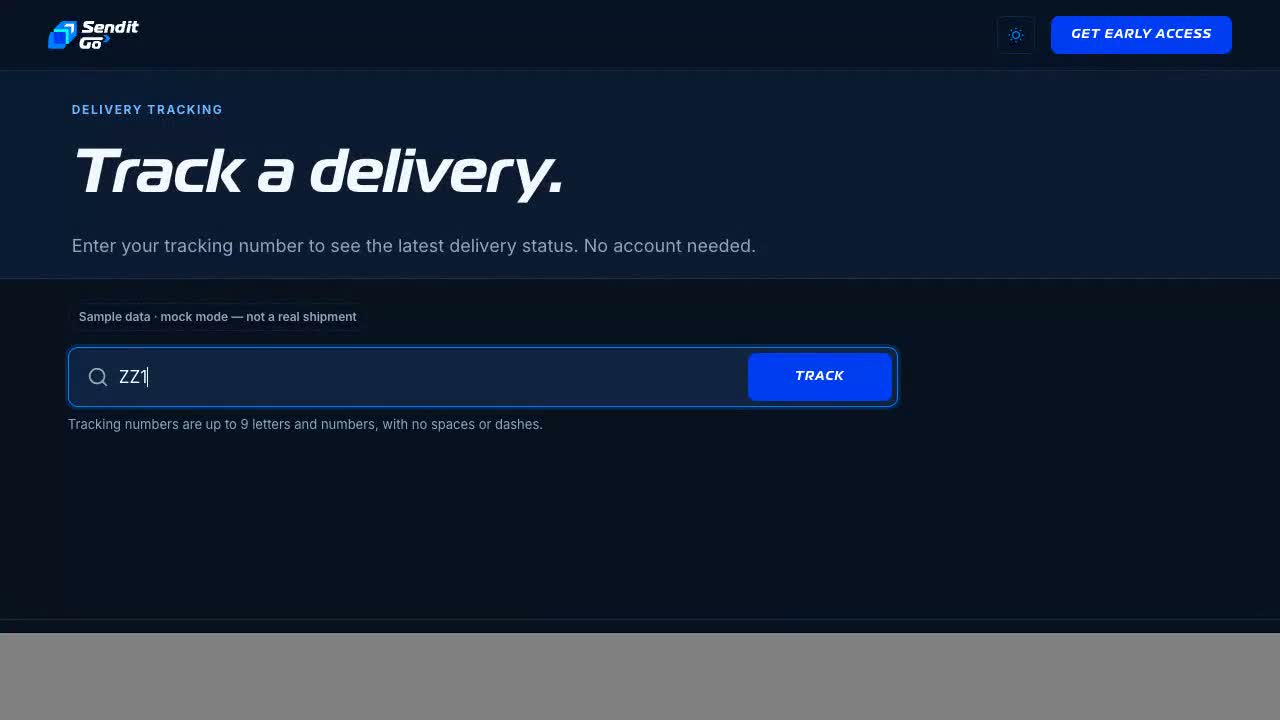 Sendit
Go
GET EARLY ACCESS
DELIVERY TRACKING
Track a delivery.
Enter your tracking number to see the latest delivery status. No account needed.
Sample data · mock mode — not a real shipment
ZZ1
TRACK
Tracking numbers are up to 9 letters and numbers, with no spaces or dashes.